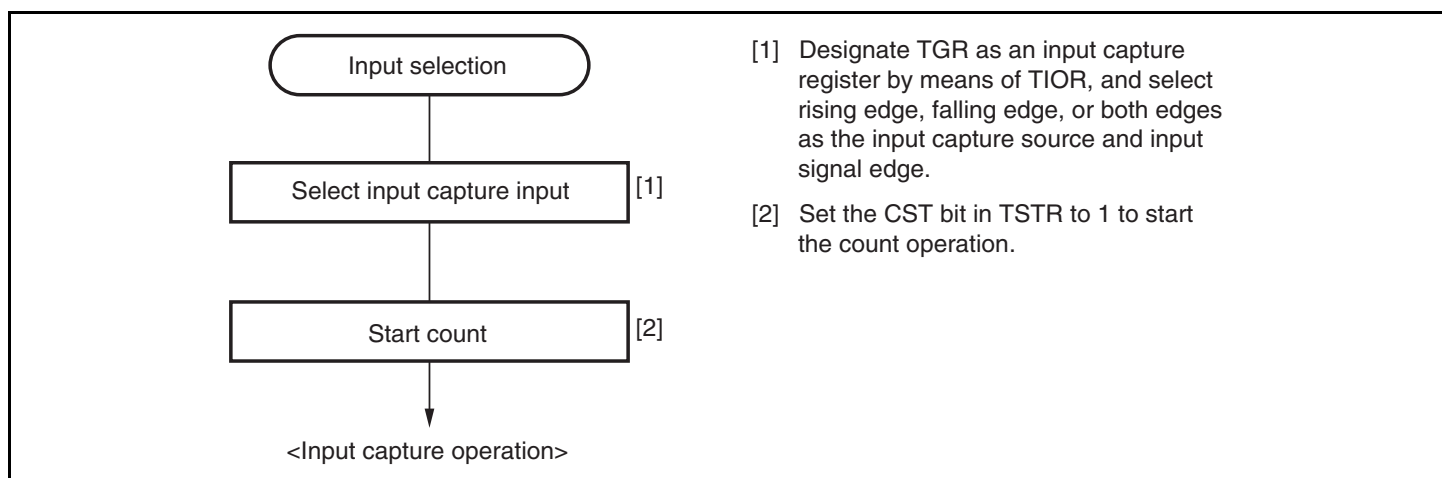 Input selection
Select input capture input
[1]
Start count
[2]
<Input capture operation>
[1] Designate TGR as an input capture
register by means of TIOR, and select
rising edge, falling edge, or both edges
as the input capture source and input
signal edge.
[2] Set the CST bit in TSTR to 1 to start
the count operation.